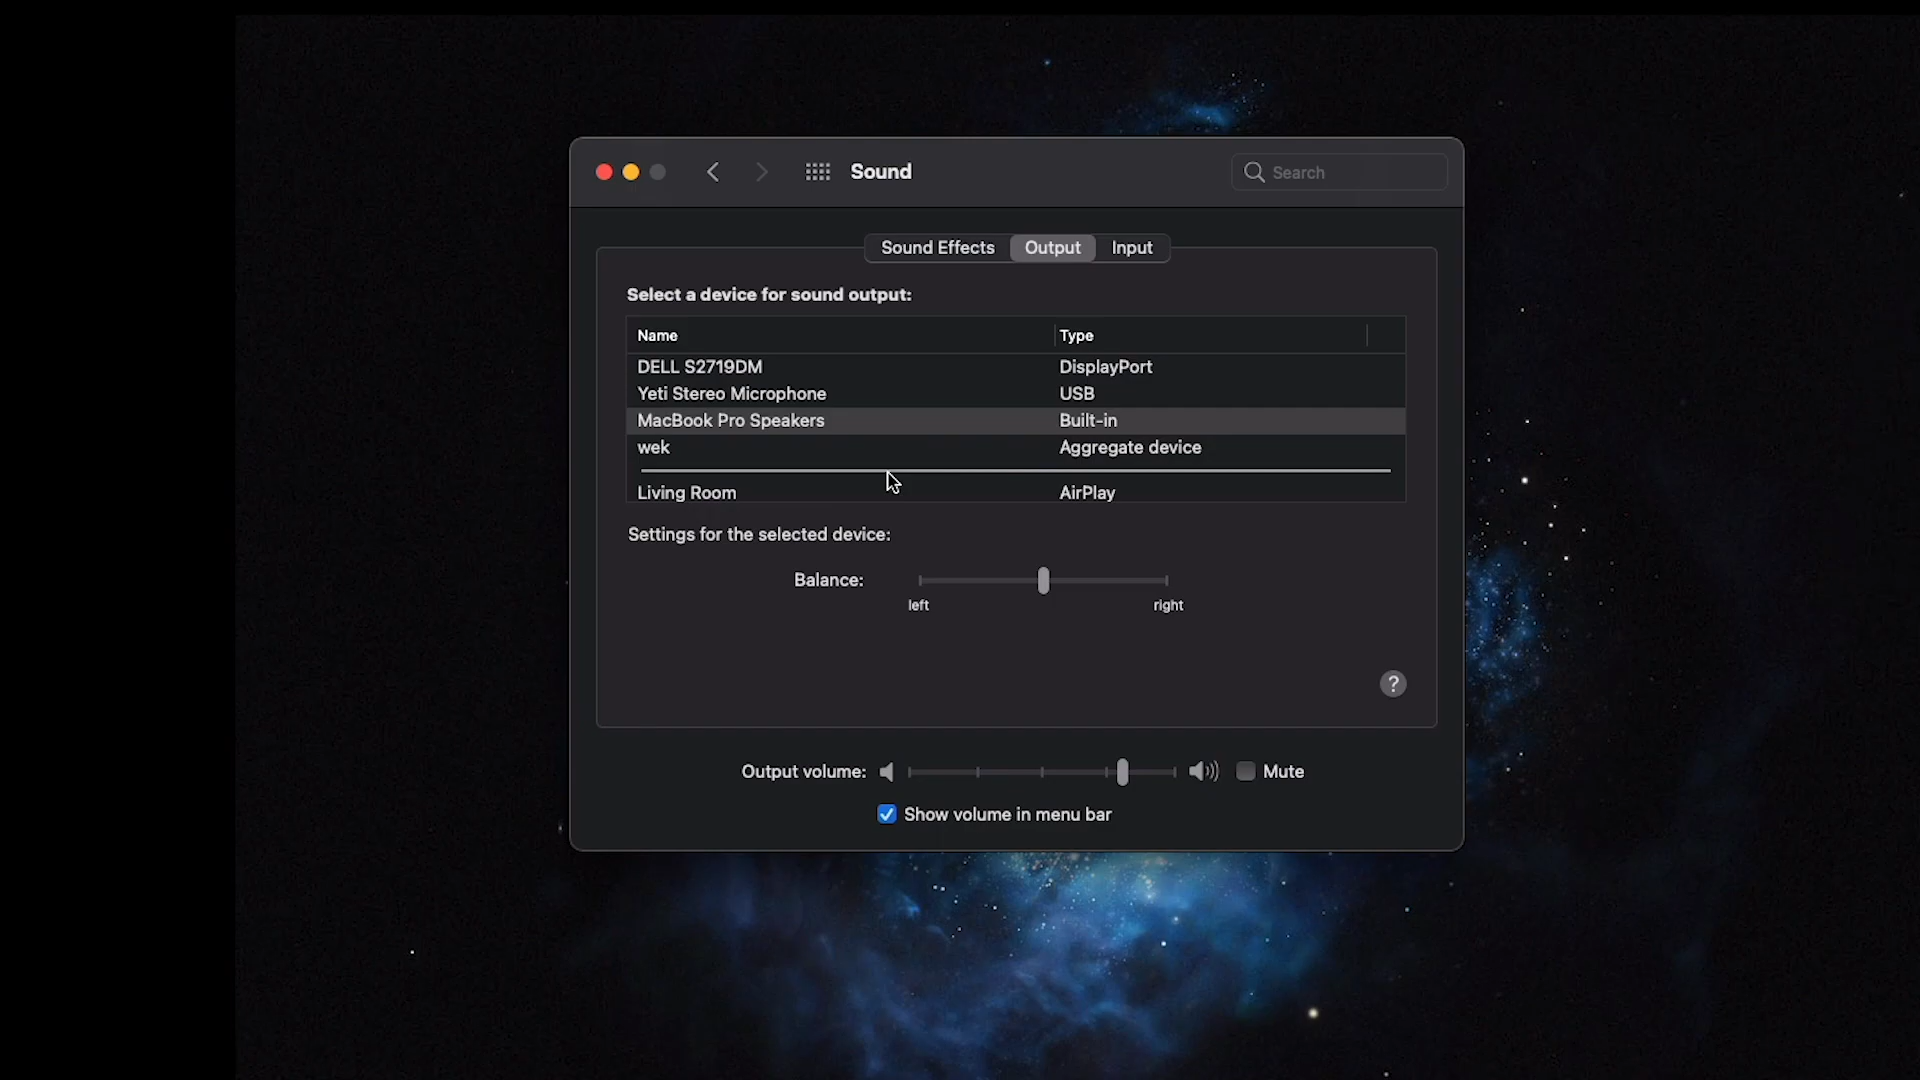 Sound
Search
Sound Effects Output Input
Select a device for sound output:
Name Type
DELL S2719DM DisplayPort
Yeti Stereo Microphone USB
MacBook Pro Speakers Built-in
wek Aggregate device
Living Room AirPlay
Settings for the selected device:
Balance:
left right
?
Output volume: Mute
Show volume in menu bar